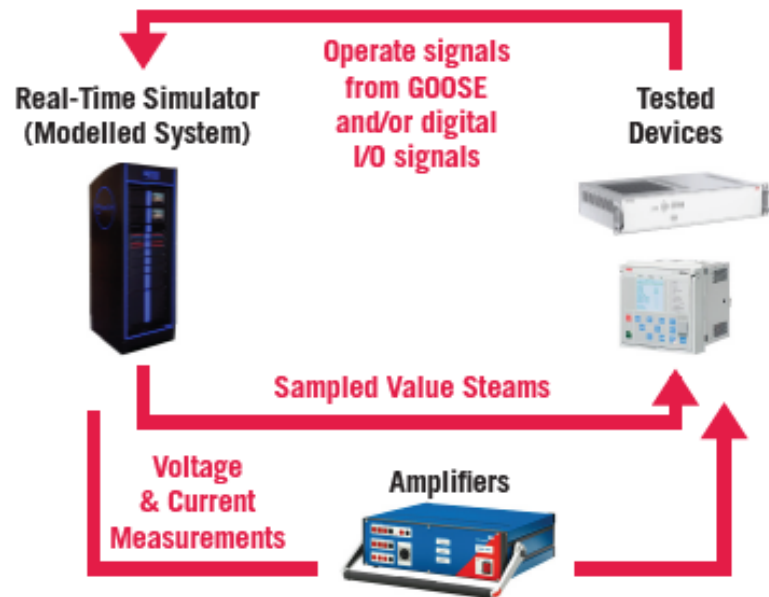 Operate signals
from GOOSE
and/or digital
I/O signals
Real-Time Simulator
(Modelled System)
Tested
Devices
Sampled Value Steams
Voltage
& Current
Measurements
Amplifiers